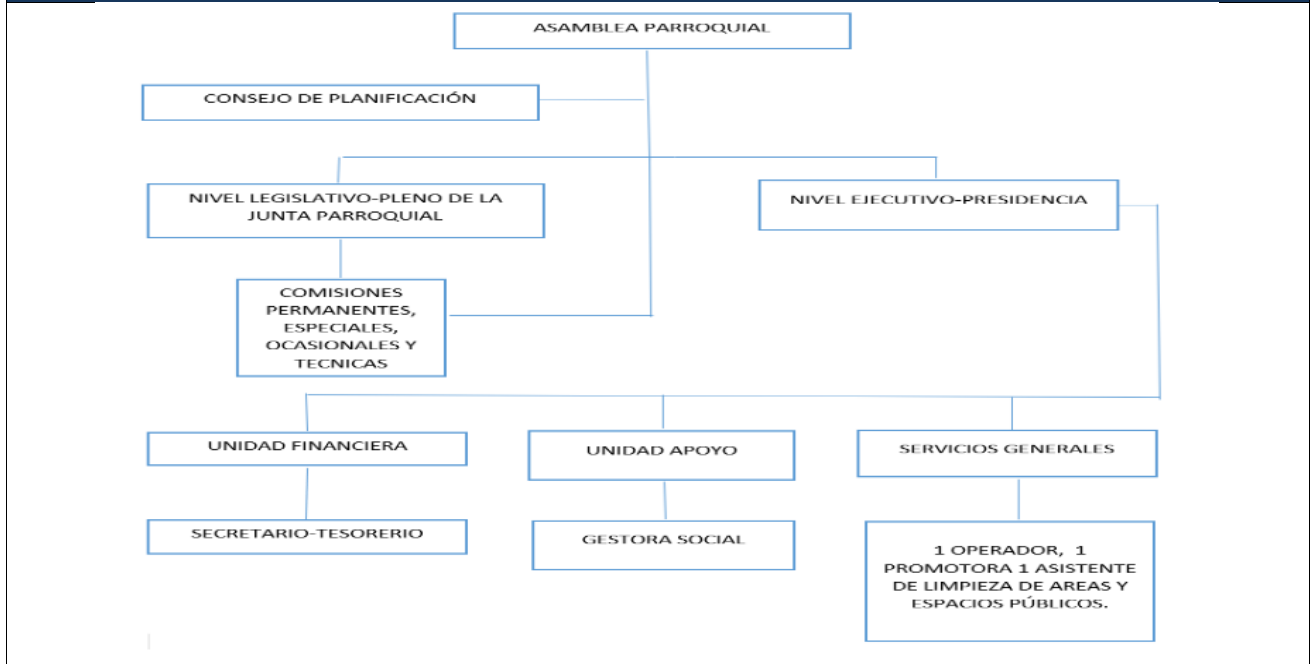 ASAMBLEA PARROQUIAL
CONSEJO DE PLANIFICACIÓN
NIVEL LEGISLATIVO-PLENO DE LA
JUNTA PARROQUIAL
NIVEL EJECUTIVO-PRESIDENCIA
COMISIONES
PERMANENTES,
ESPECIALES,
OCASIONALES Y
TECNICAS
UNIDAD FINANCIERA
UNIDAD APOYO
SERVICIOS GENERALES
SECRETARIO-TESORERIO
GESTORA SOCIAL
1 OPERADOR, 1
PROMOTORA 1 ASISTENTE
DE LIMPIEZA DE AREAS Y
ESPACIOS PÚBLICOS.